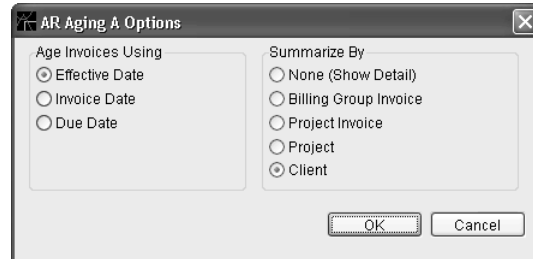 AR Aging A Options
Age Invoices Using
Effective Date
Invoice Date
Due Date
Summarize By
None (Show Detail)
Billing Group Invoice
Project Invoice
Project
Client
OK
Cancel